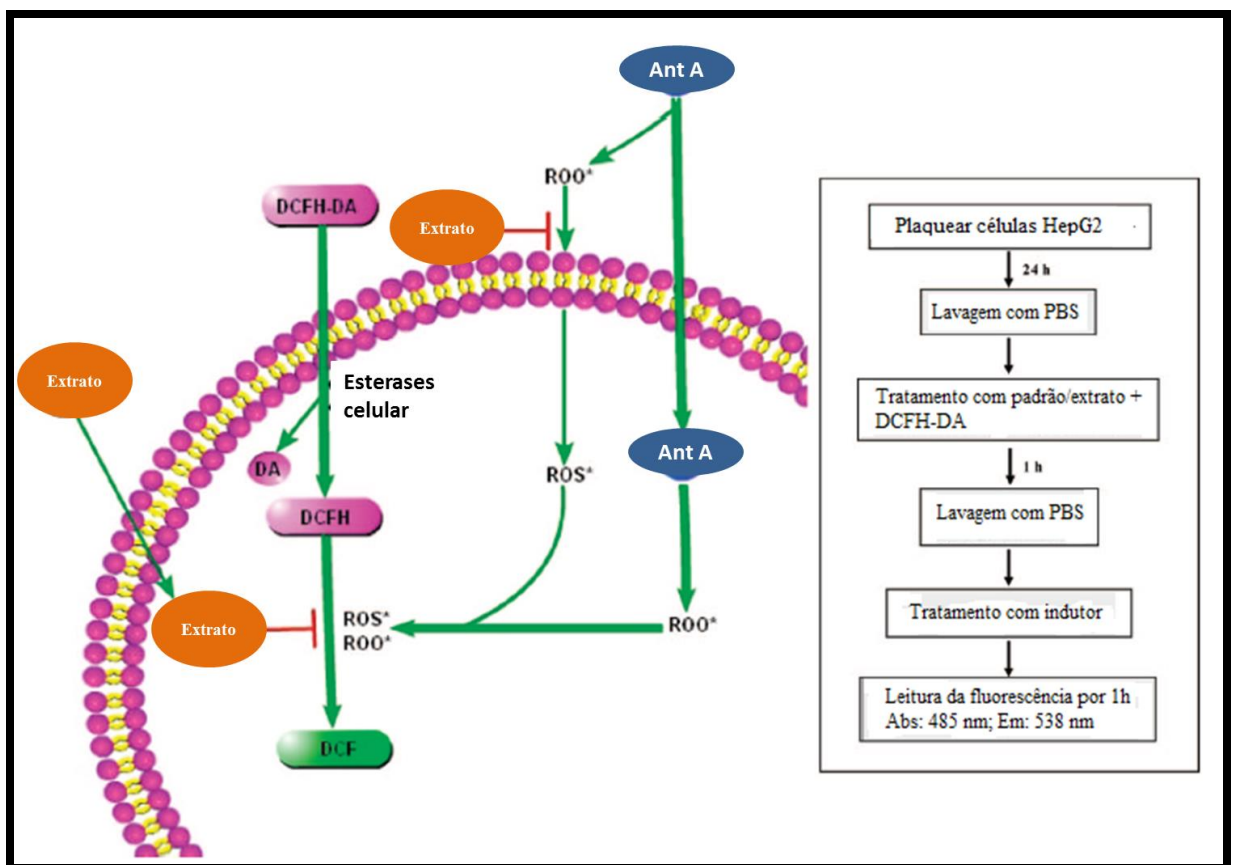 Ant A
ROO*
DCFH-DA
Extrato
Extrato
Esterases
celular
DA
Ant A
ROS*
DCFH
Extrato
ROS*
ROO*
ROO*
DCF
Plaquear células HepG2
24 h
Lavagem com PBS
Tratamento com padrão/extrato +
DCFH-DA
1 h
Lavagem com PBS
Tratamento com indutor
Leitura da fluorescência por 1h
Abs: 485 nm; Em: 538 nm